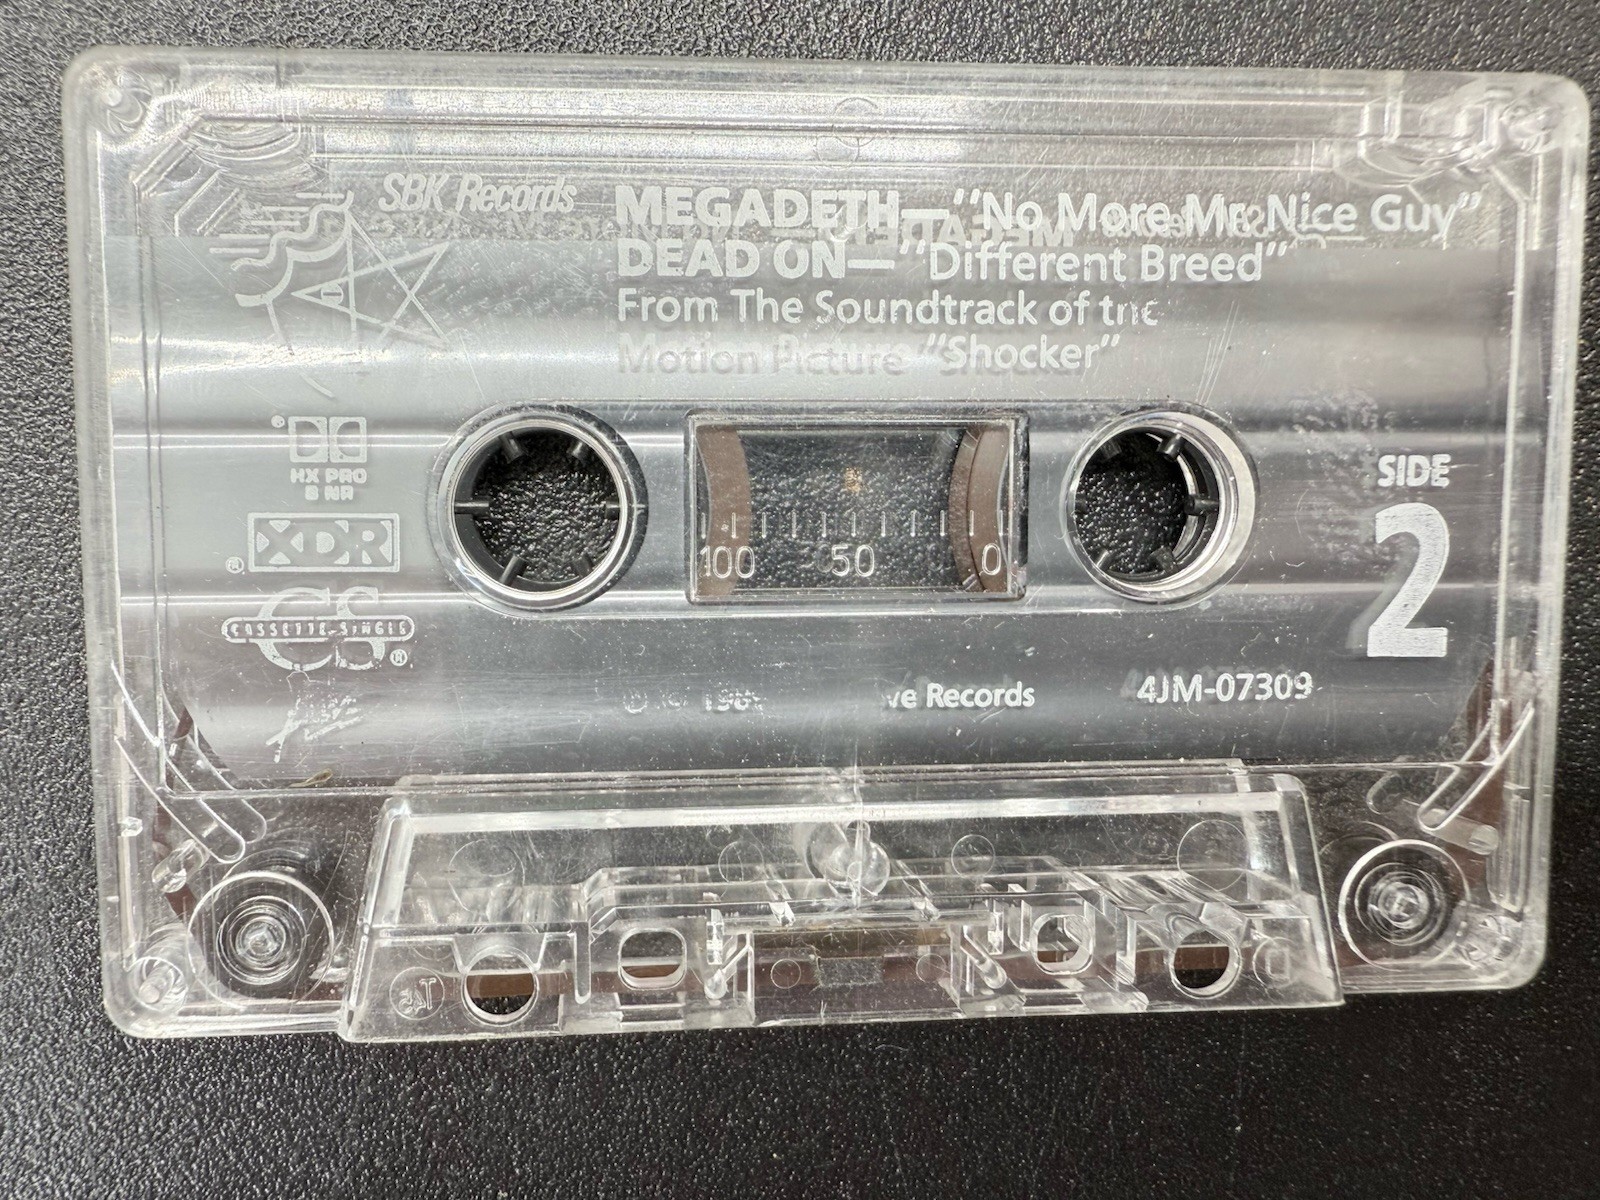 SBK Records
MEGADETH—"No More Mr. Nice Guy"
DEAD ON—"Different Breed"
From The Soundtrack of the
Motion Picture "Shocker"
HX PRO
B NR
XDR®
CS
CASSETTE-SINGLE
SIDE
2
100 50 0
Records
4JM-07309
T45